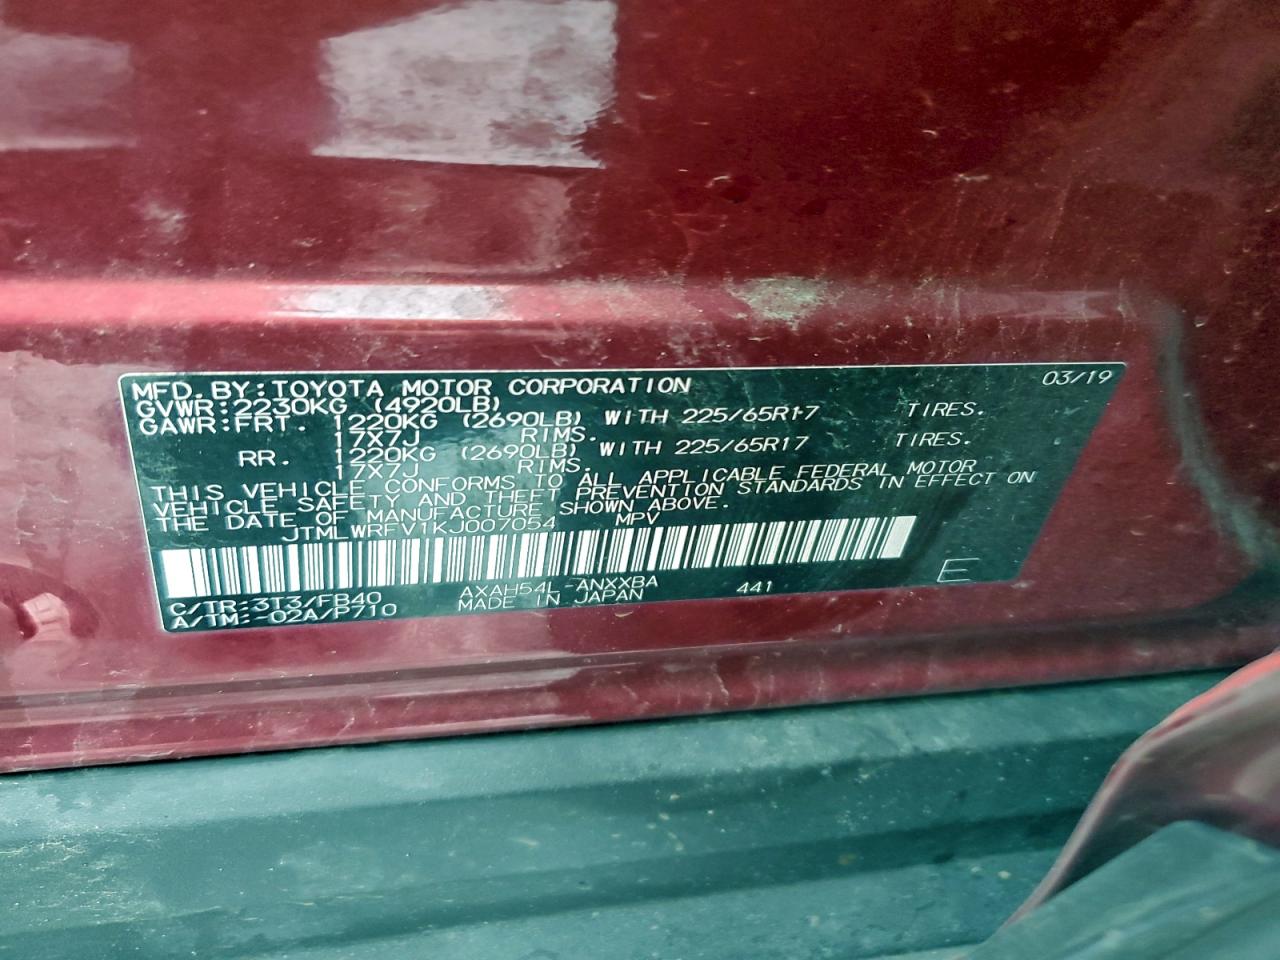 MFD. BY: TOYOTA MOTOR CORPORATION 03/19
GVWR: 2230KG (4920LB)
GAWR: FRT. 1220KG (2690LB) WITH 225/65R17 TIRES.
17X7J RIMS.
RR. 1220KG (2690LB) WITH 225/65R17 TIRES.
17X7J RIMS.
THIS VEHICLE CONFORMS TO ALL APPLICABLE FEDERAL MOTOR
VEHICLE SAFETY AND THEFT PREVENTION STANDARDS IN EFFECT ON
THE DATE OF MANUFACTURE SHOWN ABOVE.
JTMLWRFV1KJ007054 MPV
C/TR: 3T3/FB40 AXAH54L-ANXXBA 441 E
A/TM: -02A/P710 MADE IN JAPAN